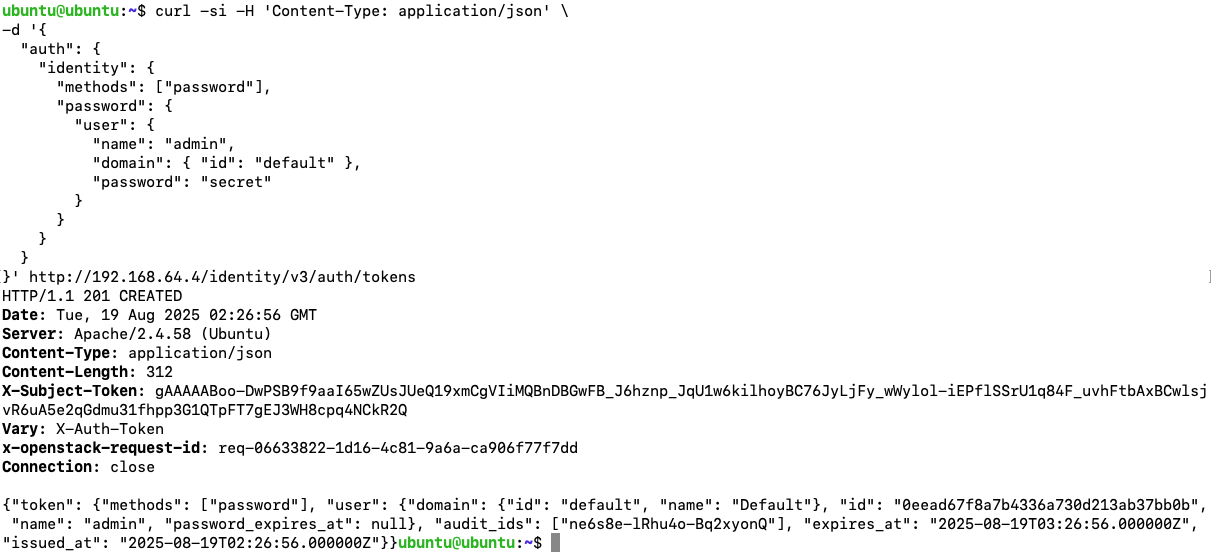 ubuntu@ubuntu:~$ curl -si -H 'Content-Type: application/json' \
-d '{
  "auth": {
    "identity": {
      "methods": ["password"],
      "password": {
        "user": {
          "name": "admin",
          "domain": { "id": "default" },
          "password": "secret"
        }
      }
    }
  }
}' http://192.168.64.4/identity/v3/auth/tokens
HTTP/1.1 201 CREATED
Date: Tue, 19 Aug 2025 02:26:56 GMT
Server: Apache/2.4.58 (Ubuntu)
Content-Type: application/json
Content-Length: 312
X-Subject-Token: gAAAAABoo-DwPSB9f9aaI65wZUsJUeQ19xmCgVIiMQBnDBGwFB_J6hznp_JqU1w6kilhoyBC76JyLjFy_wWylol-iEPflSSrU1q84F_uvhFtbAxBCwlsj
vR6uA5e2qGdmu31fhpp3G1QTpFT7gEJ3WH8cpq4NCkR2Q
Vary: X-Auth-Token
x-openstack-request-id: req-06633822-1d16-4c81-9a6a-ca906f77f7dd
Connection: close

{"token": {"methods": ["password"], "user": {"domain": {"id": "default", "name": "Default"}, "id": "0eead67f8a7b4336a730d213ab37bb0b",
 "name": "admin", "password_expires_at": null}, "audit_ids": ["ne6s8e-lRhu4o-Bq2xyonQ"], "expires_at": "2025-08-19T03:26:56.000000Z",
"issued_at": "2025-08-19T02:26:56.000000Z"}}ubuntu@ubuntu:~$